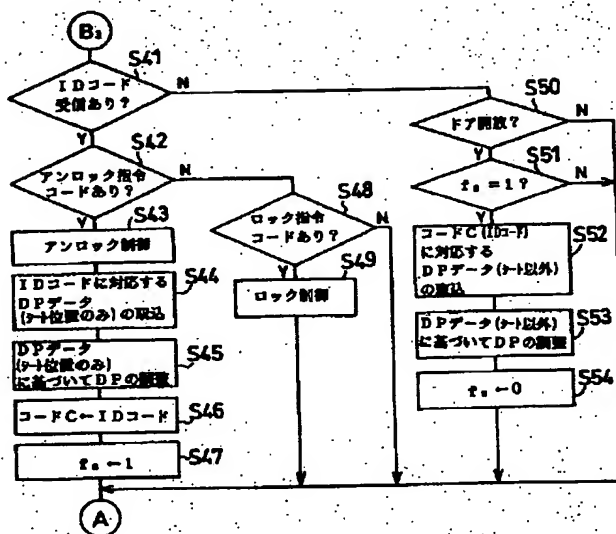 B₃
S41
IDコード
受信あり?
N
Y
S42
アンロック指令
コードあり?
N
Y
S43
アンロック制御
S44
IDコードに対応する
DPデータ
(シート位置のみ)の取込
S45
DPデータ
(シート位置のみ)
に基づいてDPの調整
S46
コードC←IDコード
S47
fs←1
A
S48
ロック指令
コードあり?
N
Y
S49
ロック制御
S50
ドア開放?
N
Y
S51
fs=1?
N
Y
S52
コードC(IDコード)
に対応する
DPデータ(シート以外)
の取込
S53
DPデータ(シート以外)
に基づいてDPの調整
S54
fs←0